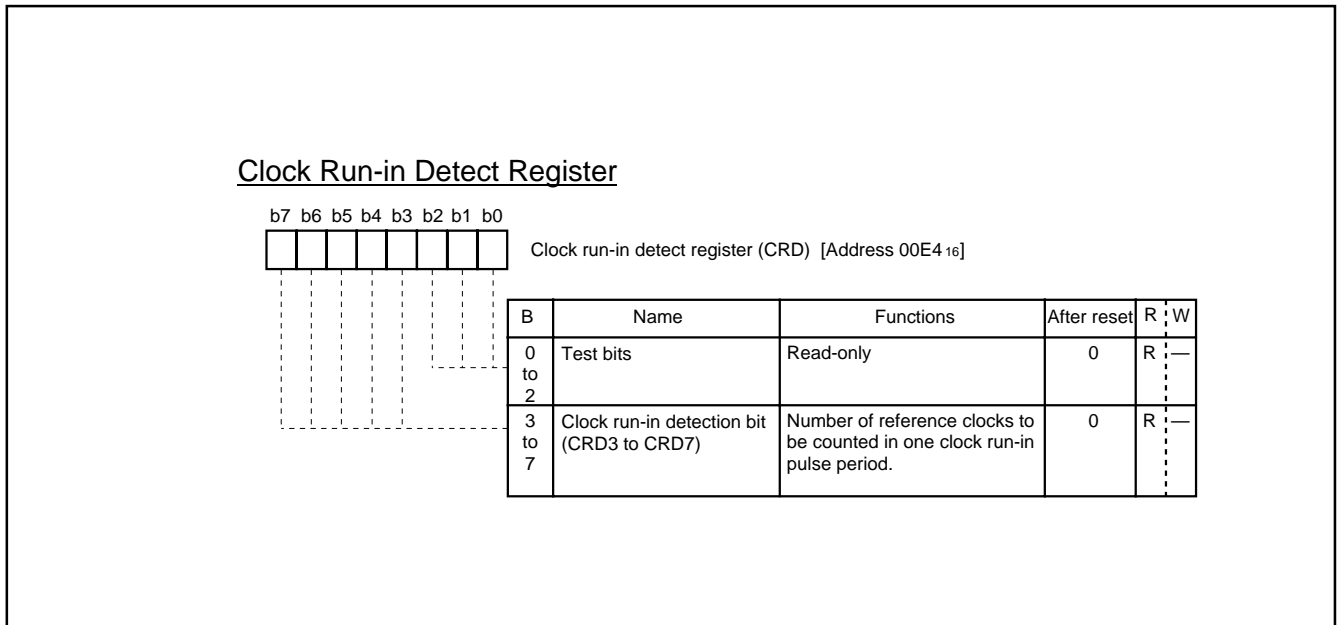 Clock Run-in Detect Register
b7 b6 b5 b4 b3 b2 b1 b0
Clock run-in detect register (CRD) [Address 00E4 16]
B Name Functions After reset R W
0 to 2 Test bits Read-only 0 R —
3 to 7 Clock run-in detection bit (CRD3 to CRD7) Number of reference clocks to be counted in one clock run-in pulse period. 0 R —